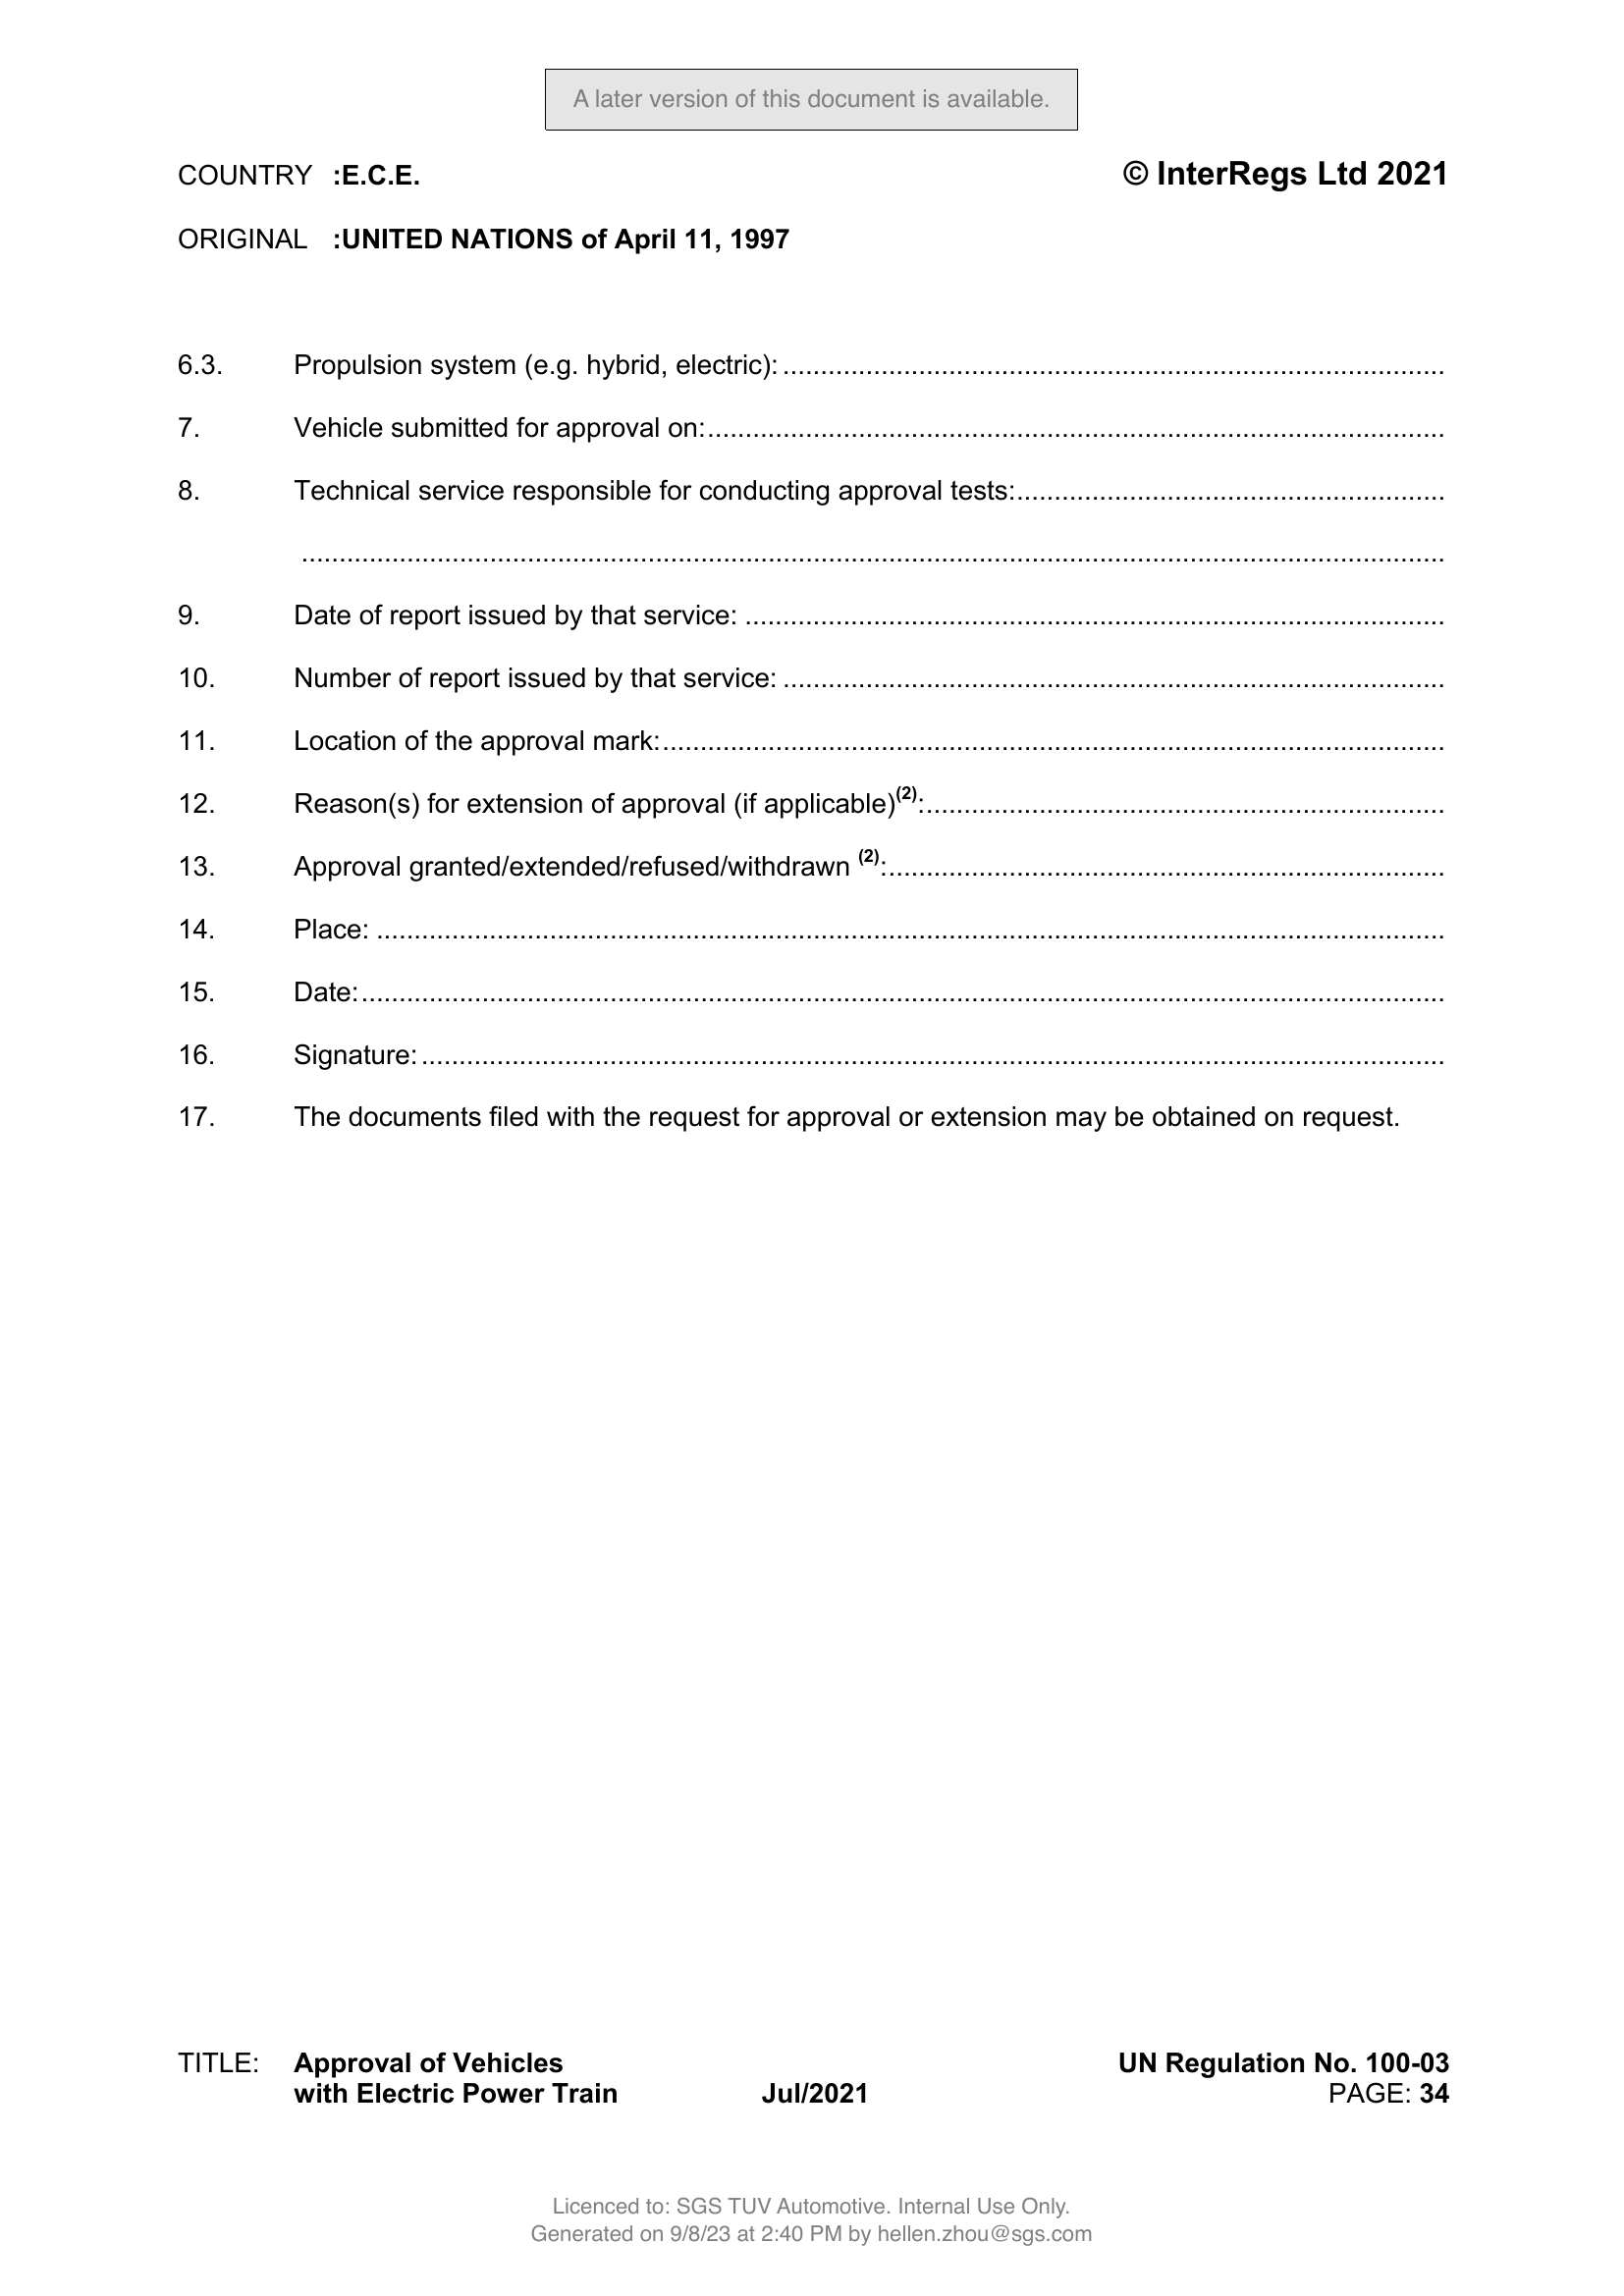 A later version of this document is available.
COUNTRY :E.C.E. © InterRegs Ltd 2021
ORIGINAL :UNITED NATIONS of April 11, 1997
6.3. Propulsion system (e.g. hybrid, electric): ........................................................................................
7. Vehicle submitted for approval on:..................................................................................................
8. Technical service responsible for conducting approval tests:.........................................................
........................................................................................................................................................
9. Date of report issued by that service: .............................................................................................
10. Number of report issued by that service: ........................................................................................
11. Location of the approval mark:........................................................................................................
12. Reason(s) for extension of approval (if applicable)(2):.....................................................................
13. Approval granted/extended/refused/withdrawn (2):..........................................................................
14. Place: ..............................................................................................................................................
15. Date:................................................................................................................................................
16. Signature:........................................................................................................................................
17. The documents filed with the request for approval or extension may be obtained on request.
TITLE: Approval of Vehicles UN Regulation No. 100-03
with Electric Power Train Jul/2021 PAGE: 34
Licenced to: SGS TUV Automotive. Internal Use Only.
Generated on 9/8/23 at 2:40 PM by hellen.zhou@sgs.com